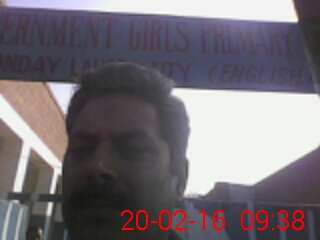 ERNMENT GIRLS PRIMARY
CITY (ENGLISH)
20-02-16 09:38